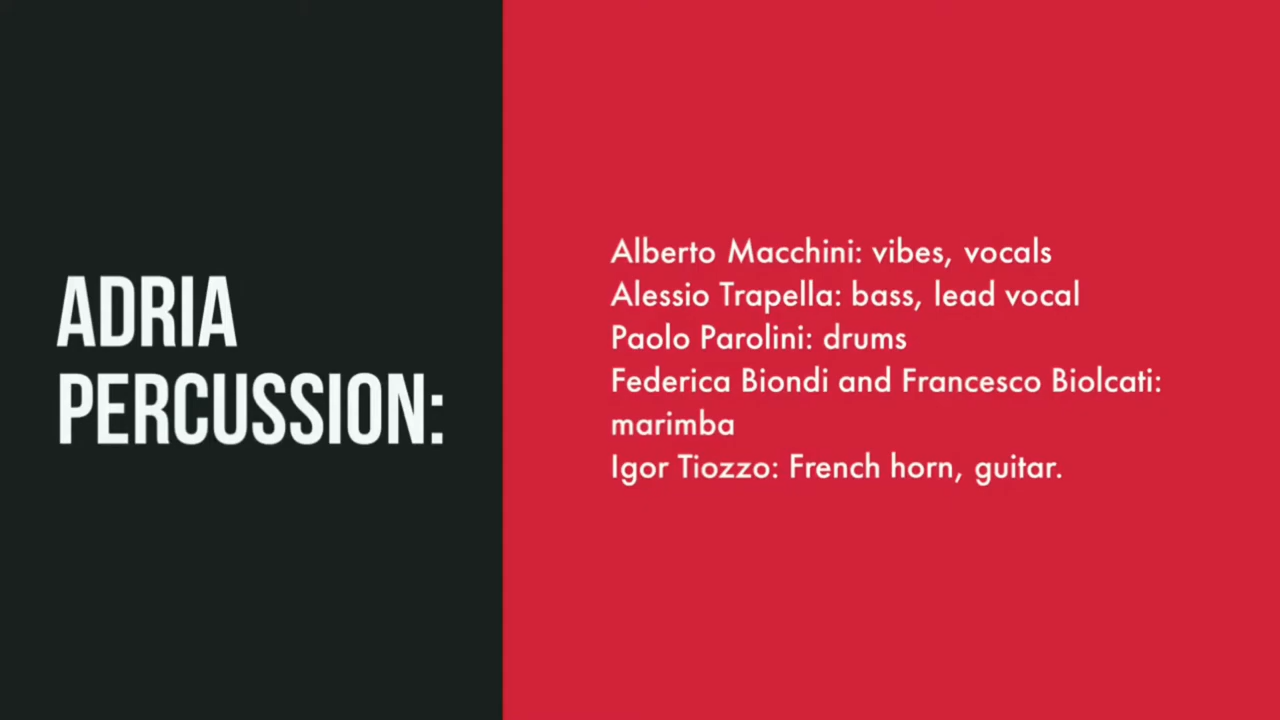 ADRIA
PERCUSSION:
Alberto Macchini: vibes, vocals
Alessio Trapella: bass, lead vocal
Paolo Parolini: drums
Federica Biondi and Francesco Biolcati:
marimba
Igor Tiozzo: French horn, guitar.